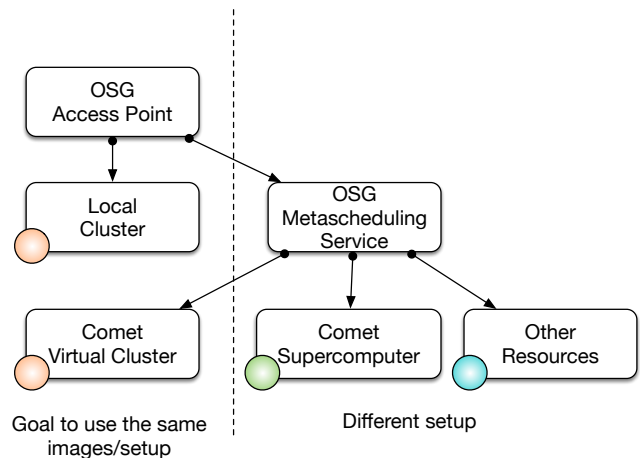 OSG
Access Point
Local
Cluster
OSG
Metascheduling
Service
Comet
Virtual Cluster
Comet
Supercomputer
Other
Resources
Goal to use the same
images/setup
Different setup